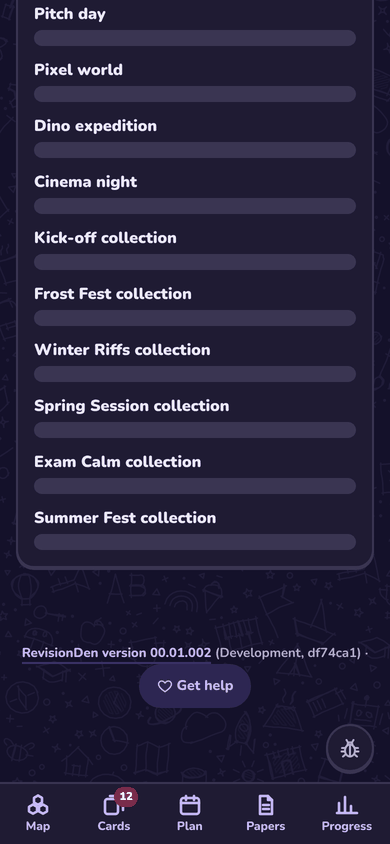 Pitch day
Pixel world
Dino expedition
Cinema night
Kick-off collection
Frost Fest collection
Winter Riffs collection
Spring Session collection
Exam Calm collection
Summer Fest collection
RevisionDen version 00.01.002 (Development, df74ca1) ·
Get help
12
Map Cards Plan Papers Progress